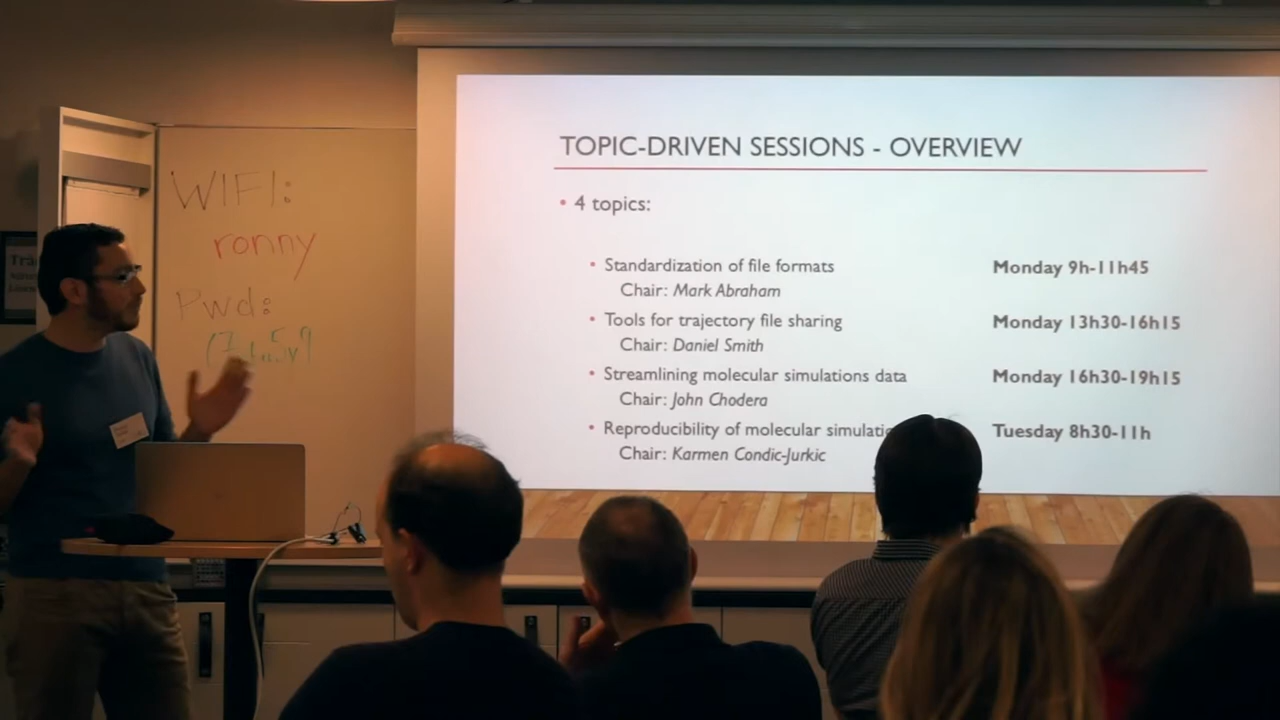 WIFI:
ronny
Pwd:
TOPIC-DRIVEN SESSIONS - OVERVIEW
• 4 topics:
• Standardization of file formats Monday 9h-11h45
Chair: Mark Abraham
• Tools for trajectory file sharing Monday 13h30-16h15
Chair: Daniel Smith
• Streamlining molecular simulations data Monday 16h30-19h15
Chair: John Chodera
• Reproducibility of molecular Tuesday 8h30-11h
Chair: Karmen Condic-Jurkic